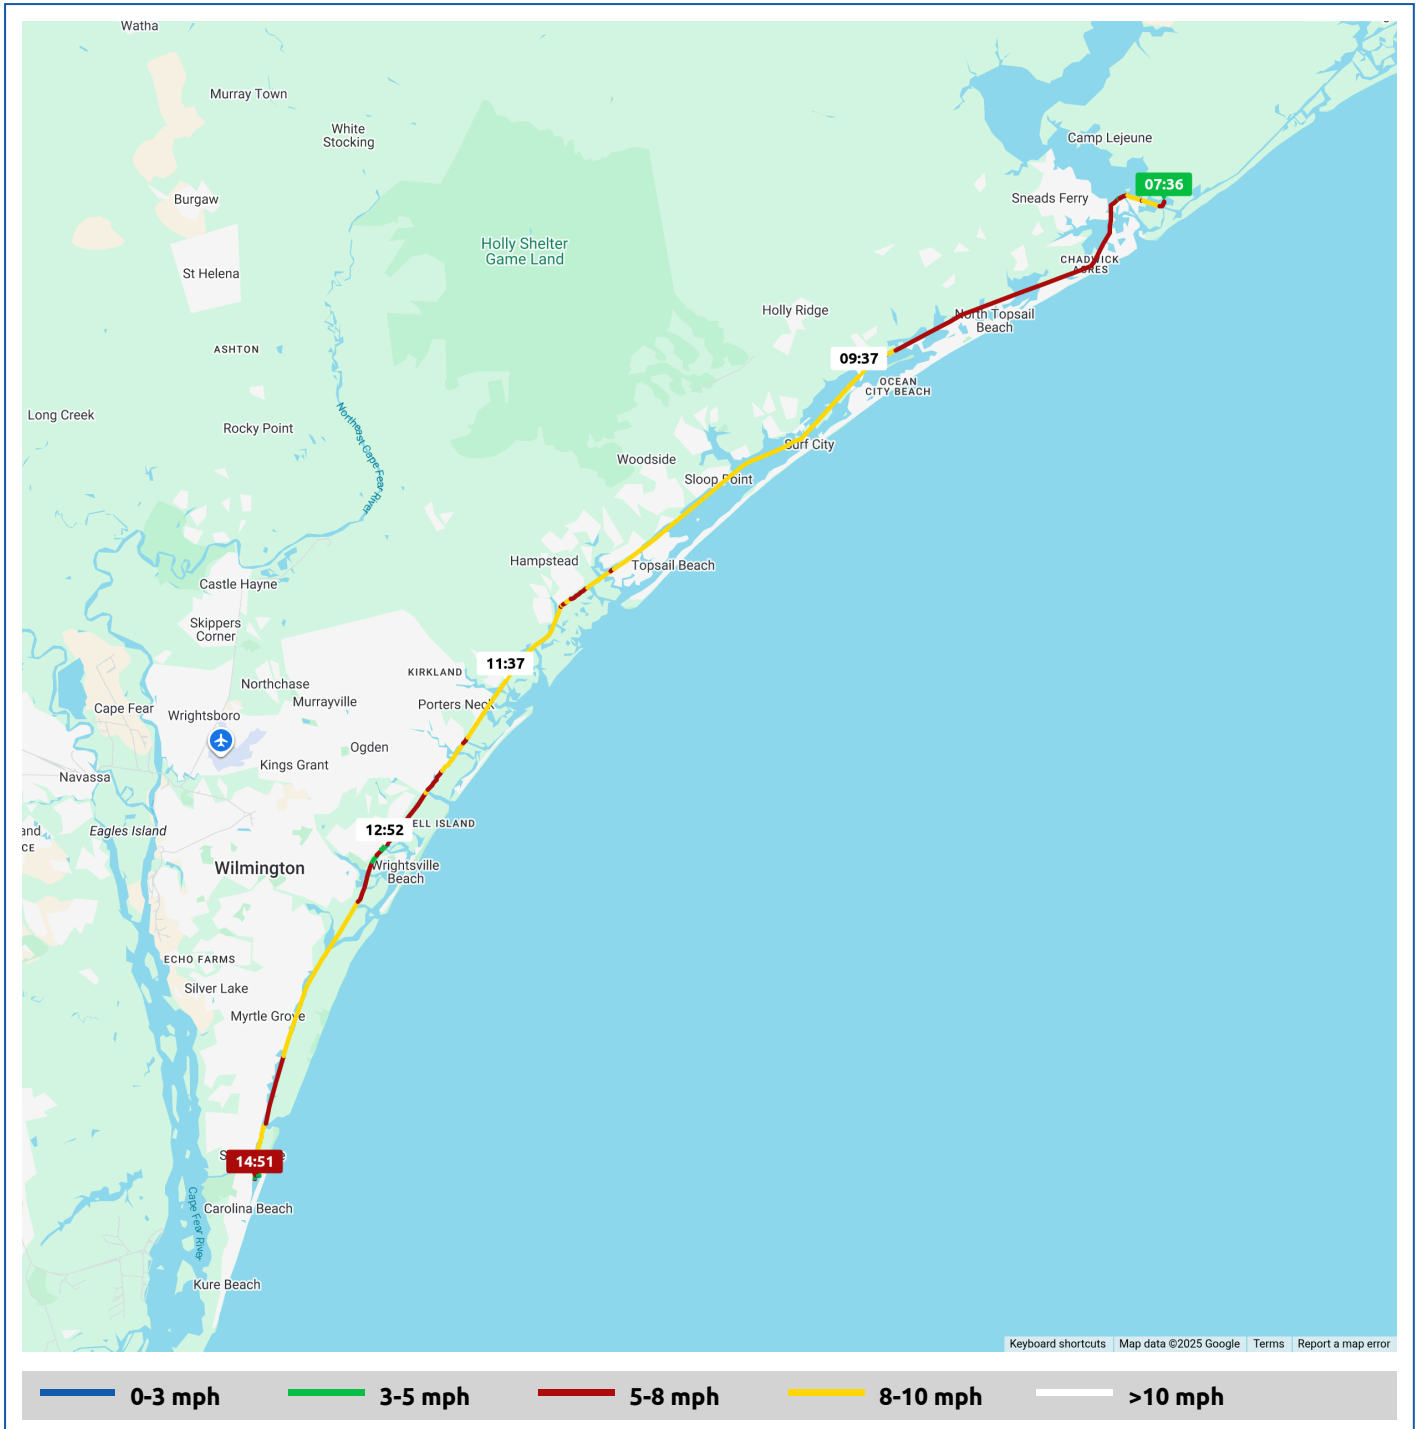 Watha
Murray Town
White
Stocking
Camp Lejeune
07:36
Sneads Ferry
Burgaw
Holly Shelter
Game Land
St Helena
CHADWICK
ACRES
Holly Ridge
North Topsail
Beach
ASHTON
09:37
OCEAN
CITY BEACH
Long Creek
Rocky Point
Northeast Cape Fear
River
Surf City
Woodside
Sloop Point
Hampstead
Topsail Beach
Castle Hayne
Skippers
Corner
11:37
KIRKLAND
Northchase
Murrayville
Porters Neck
Cape Fear
Wrightsboro
Ogden
Kings Grant
Navassa
and
Eagles Island
12:52
ELL ISLAND
CE
Wilmington
Wrightsville
Beach
ECHO FARMS
Silver Lake
Myrtle Grove
14:51
Cape Fear River
Carolina Beach
Kure Beach
Keyboard shortcuts
Map data ©2025 Google
Terms
Report a map error
0-3 mph
3-5 mph
5-8 mph
8-10 mph
>10 mph